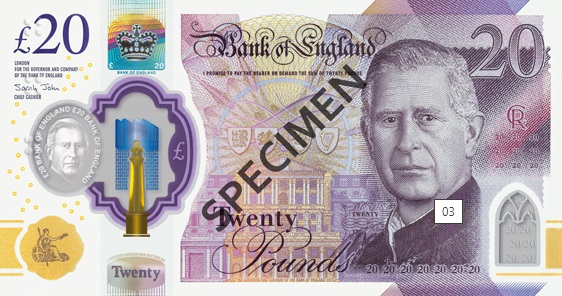 £20
LONDON
FOR THE GOVERNOR AND COMPANY
OF THE BANK OF ENGLAND
Sarah John
CHIEF CASHIER
£ 20
BANK OF ENGLAND
Bank of England
I PROMISE TO PAY THE BEARER ON DEMAND THE SUM OF TWENTY POUNDS
20
£20 BANK OF ENGLAND £20 BANK OF ENGLAND
£
SPECIMEN
CR
20 20 20
Twenty
Pounds
TWENTY
03
20 20
20 20
Twenty
20 20 20 20 20 20